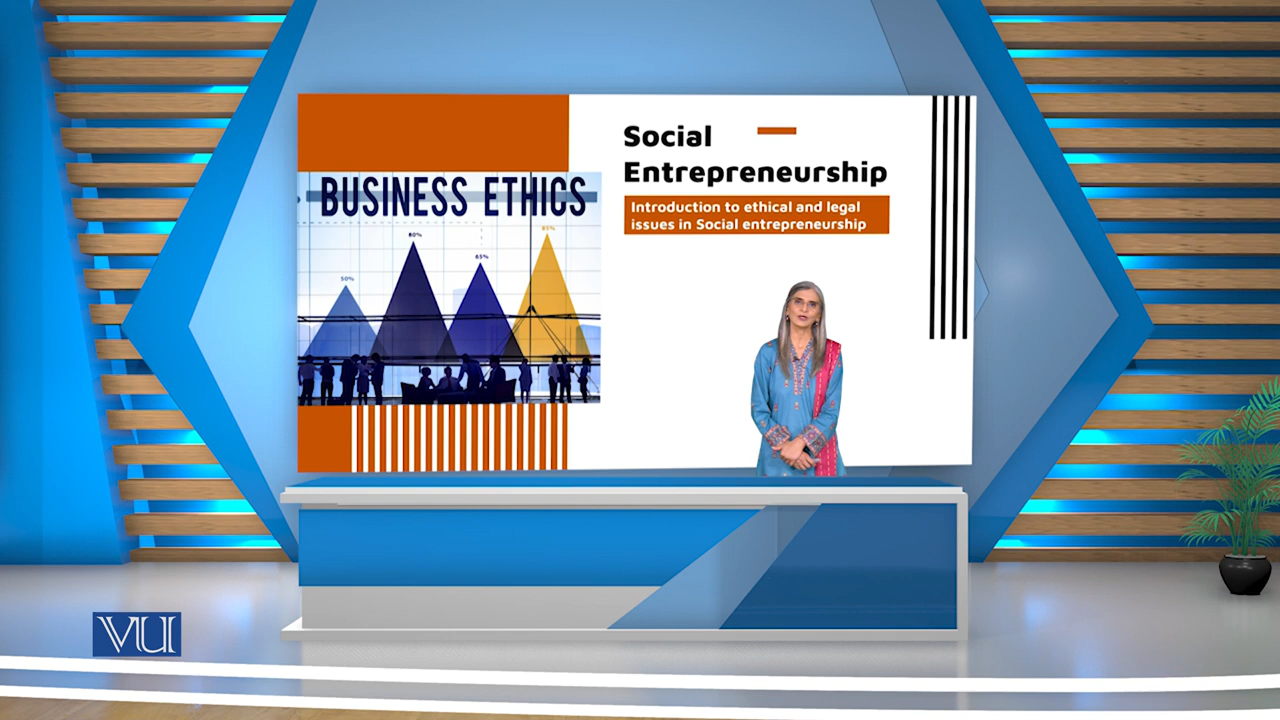 BUSINESS ETHICS
50%
80%
65%
85%
Social
Entrepreneurship
Introduction to ethical and legal
issues in Social entrepreneurship
VU